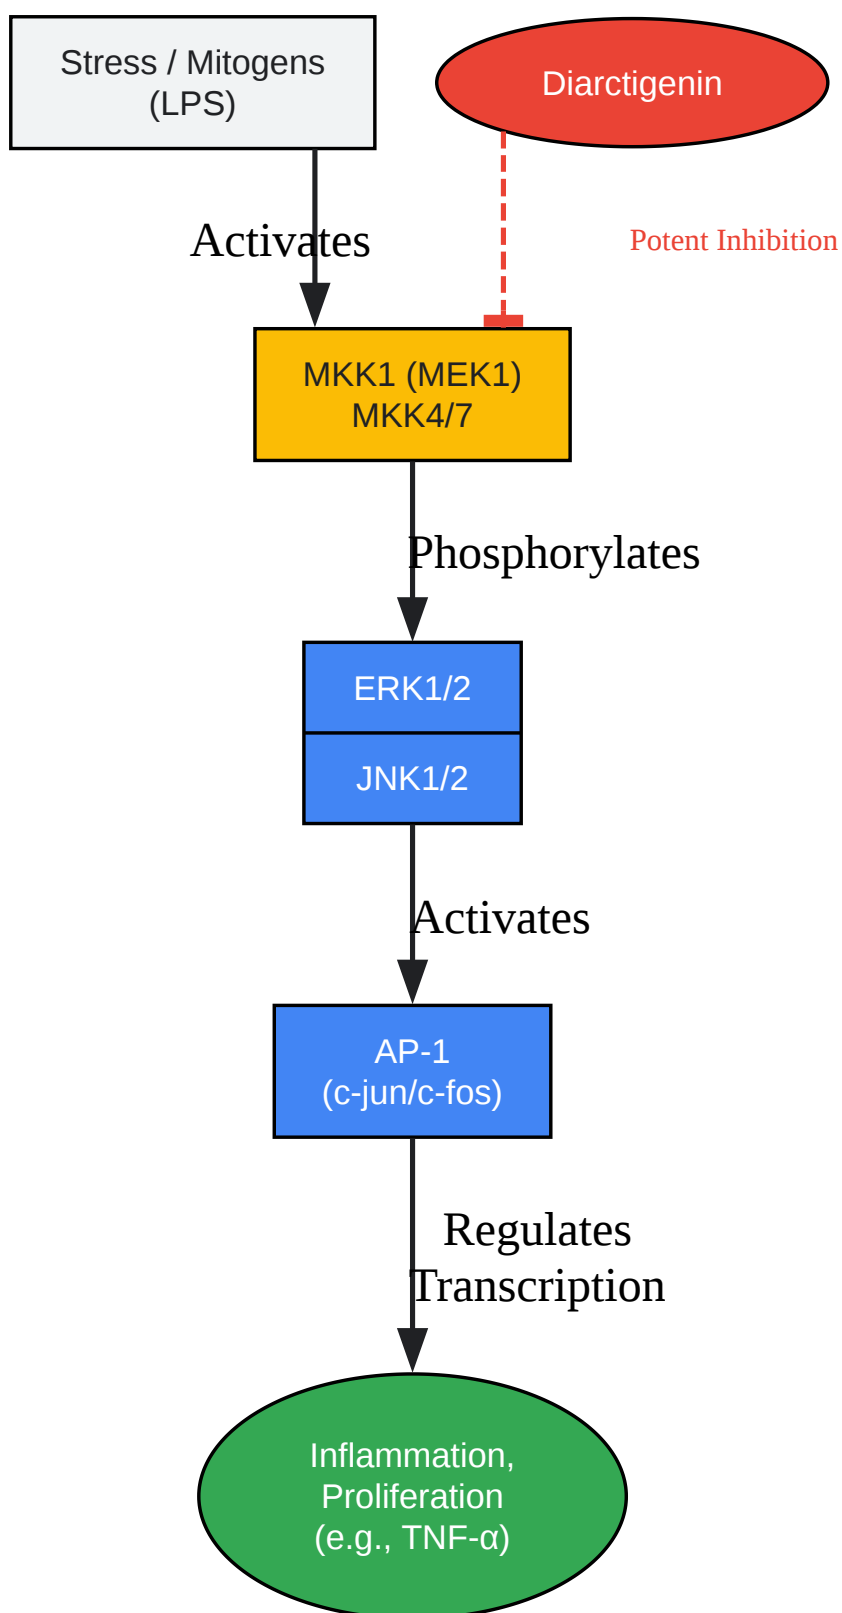 Stress / Mitogens
(LPS)
Diarctigenin
Activates
Potent Inhibition
MKK1 (MEK1)
MKK4/7
Phosphorylates
ERK1/2
JNK1/2
Activates
AP-1
(c-jun/c-fos)
Regulates
Transcription
Inflammation,
Proliferation
(e.g., TNF-α)